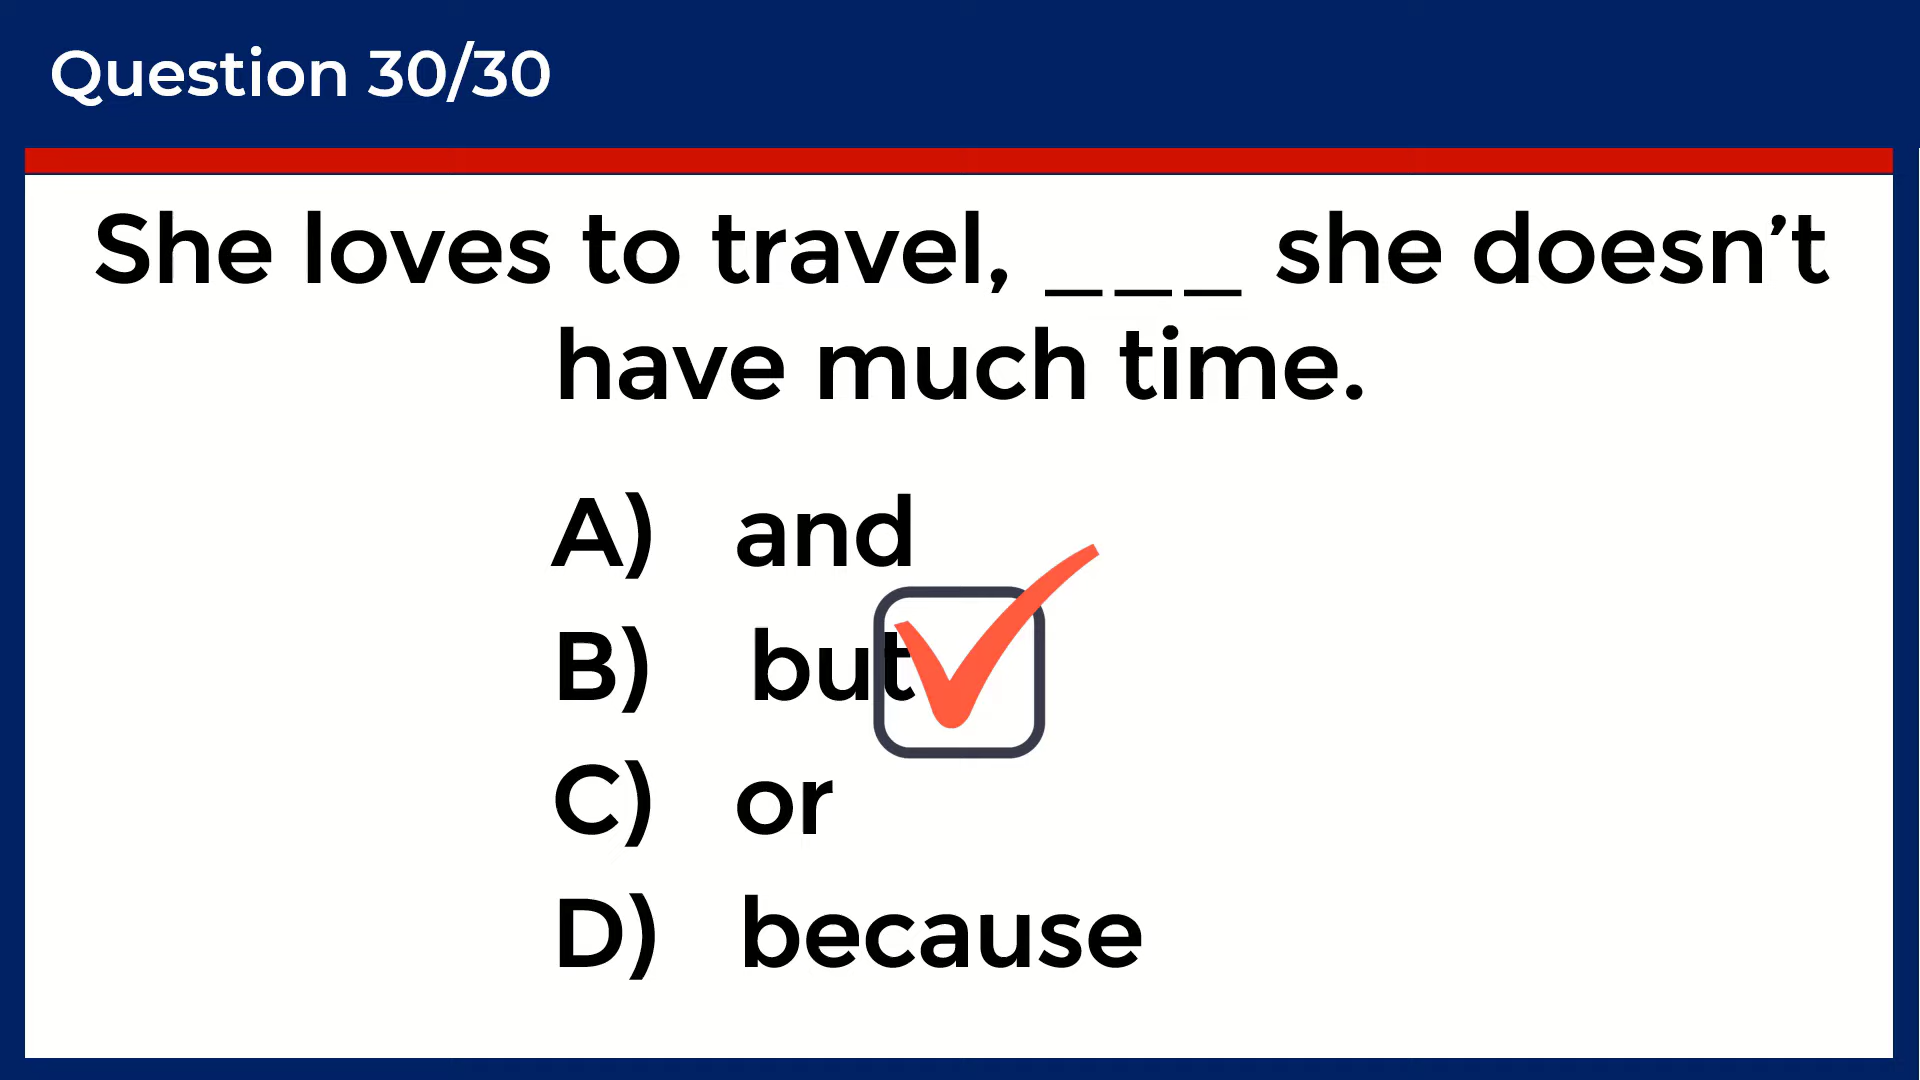 Question 30/30
She loves to travel, ___ she doesn’t
have much time.
A) and
B) but
C) or
D) because